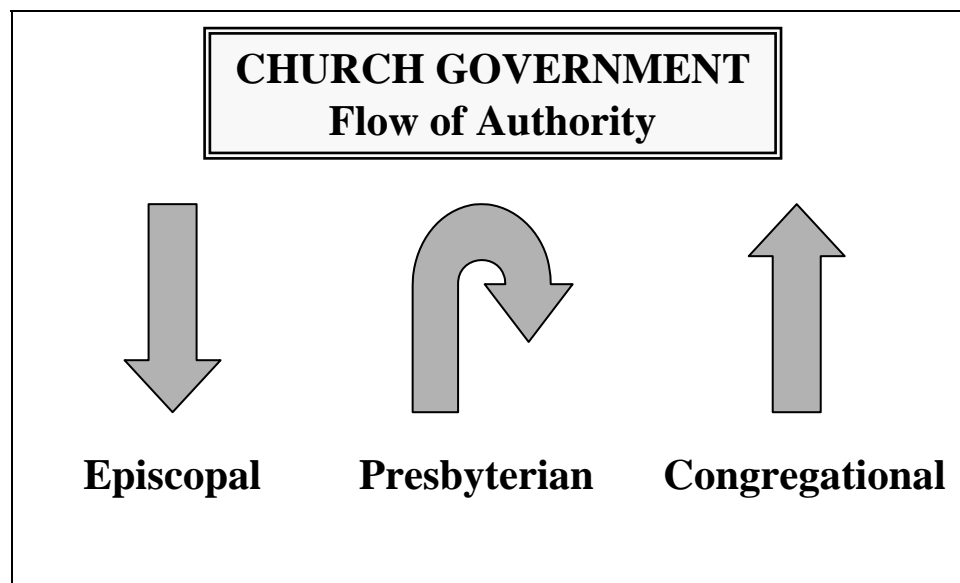 CHURCH GOVERNMENT
Flow of Authority
Episcopal Presbyterian Congregational